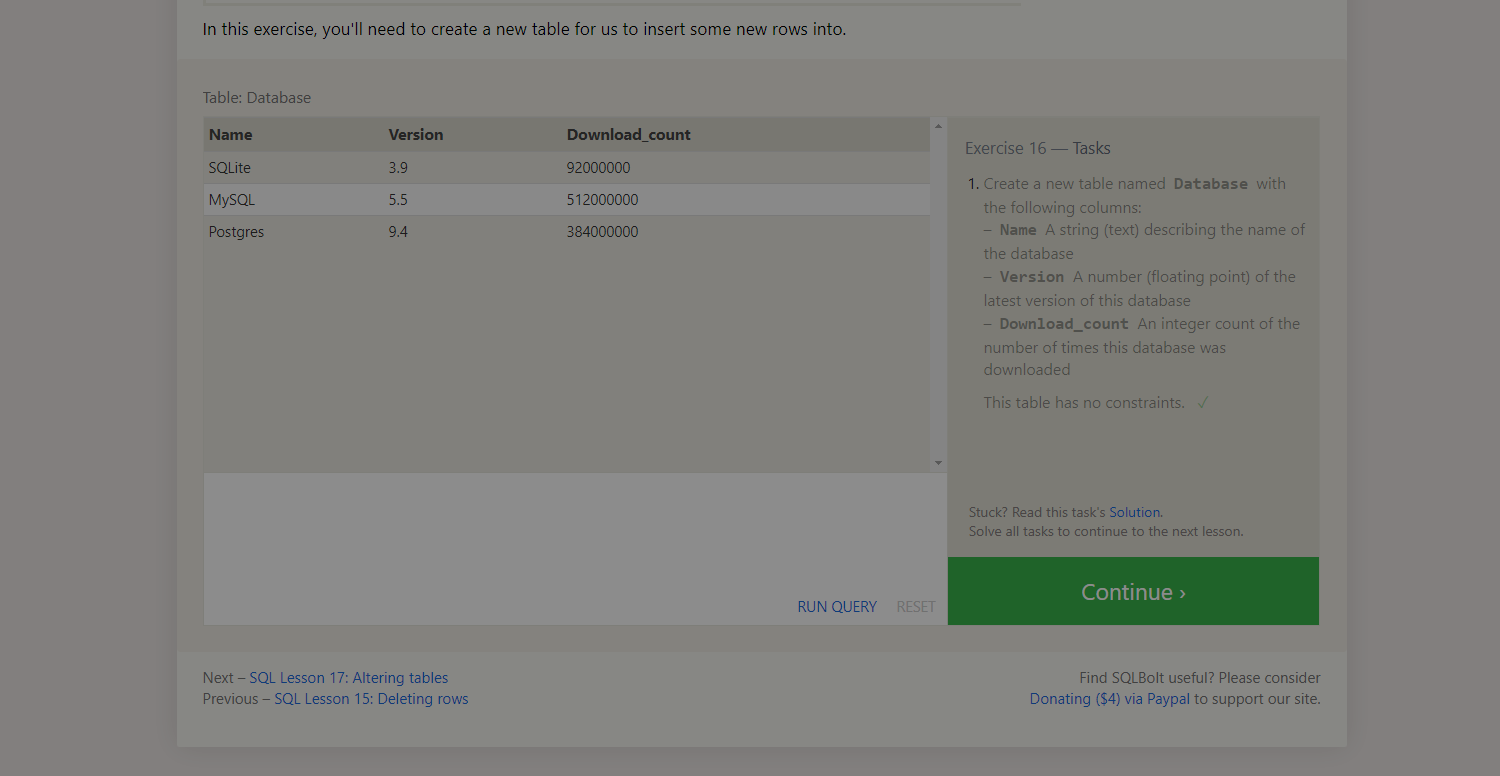 In this exercise, you'll need to create a new table for us to insert some new rows into.
Table: Database
Name Version Download_count
SQLite 3.9 92000000
MySQL 5.5 512000000
Postgres 9.4 384000000
RUN QUERY RESET
Exercise 16 — Tasks
1. Create a new table named Database with
the following columns:
– Name A string (text) describing the name of
the database
– Version A number (floating point) of the
latest version of this database
– Download_count An integer count of the
number of times this database was
downloaded
This table has no constraints. ✓
Stuck? Read this task's Solution.
Solve all tasks to continue to the next lesson.
Continue ›
Next – SQL Lesson 17: Altering tables
Previous – SQL Lesson 15: Deleting rows
Find SQLBolt useful? Please consider
Donating ($4) via Paypal to support our site.